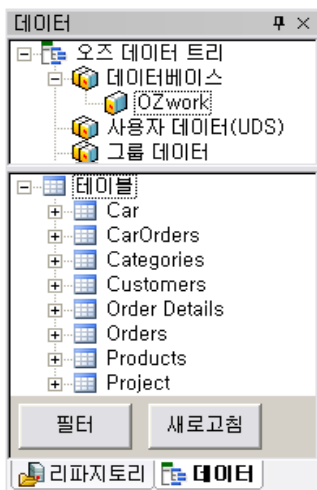 데이터
오즈 데이터 트리
데이터베이스
OZwork
사용자 데이터(UDS)
그룹 데이터
테이블
Car
CarOrders
Categories
Customers
Order Details
Orders
Products
Project
필터 새로고침
리파지토리 데이터